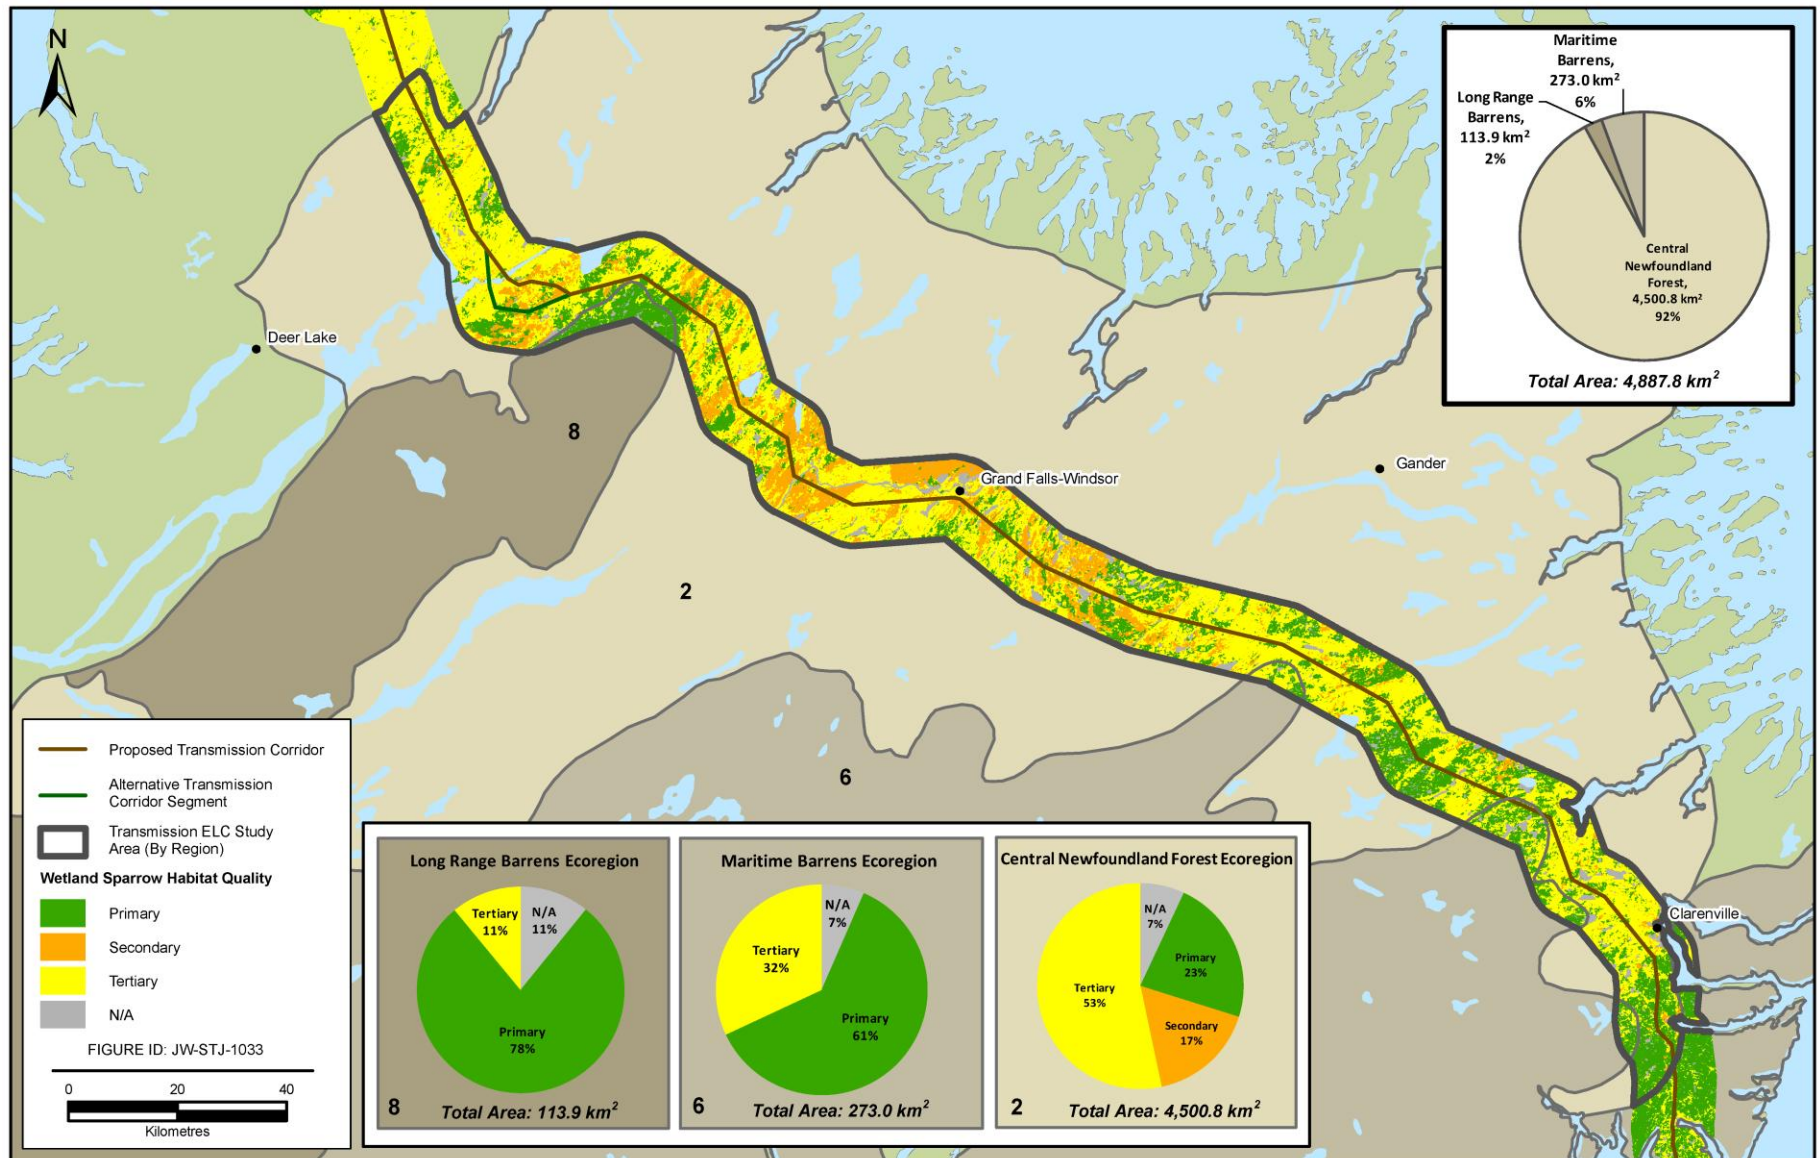 N
Deer Lake
8
2
6
Grand Falls-Windsor
Gander
Clarenville
Maritime
Barrens,
273.0 km²
6%
Long Range
Barrens,
113.9 km²
2%
Central
Newfoundland
Forest,
4,500.8 km²
92%
Total Area: 4,887.8 km²
Proposed Transmission Corridor
Alternative Transmission
Corridor Segment
Transmission ELC Study
Area (By Region)
Wetland Sparrow Habitat Quality
Primary
Secondary
Tertiary
N/A
FIGURE ID: JW-STJ-1033
0 20 40
Kilometres
Long Range Barrens Ecoregion
Tertiary
11%
N/A
11%
Primary
78%
8 Total Area: 113.9 km²
Maritime Barrens Ecoregion
N/A
7%
Tertiary
32%
Primary
61%
6 Total Area: 273.0 km²
Central Newfoundland Forest Ecoregion
N/A
7%
Primary
23%
Tertiary
53%
Secondary
17%
2 Total Area: 4,500.8 km²